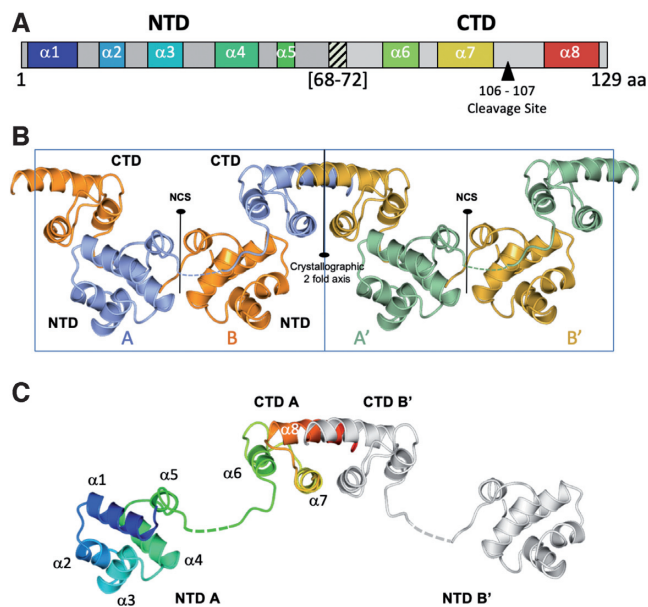 A
NTD
CTD
α1
α2
α3
α4
α5
α6
α7
α8
1
[68-72]
129 aa
106 - 107
Cleavage Site
B
CTD
CTD
NCS
NCS
Crystallographic
2 fold axis
NTD
A
B
NTD
A’
B’
C
CTD A
CTD B’
α8
α6
α7
α1
α5
α2
α4
α3
NTD A
NTD B’